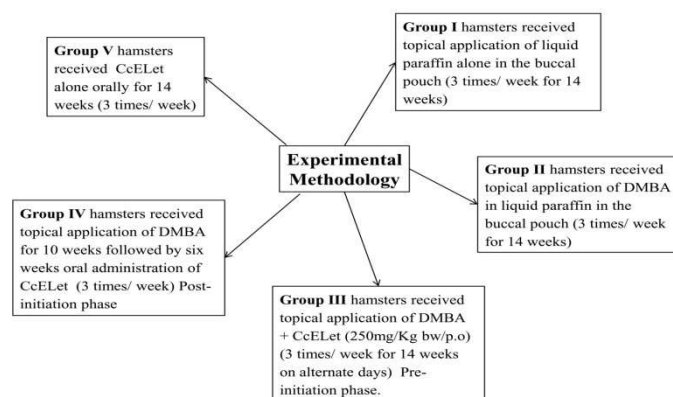 Group V hamsters
received CcELet
alone orally for 14
weeks (3 times/ week)
Group I hamsters received
topical application of liquid
paraffin alone in the buccal
pouch (3 times/ week for 14
weeks)
Experimental
Methodology
Group II hamsters received
topical application of DMBA
in liquid paraffin in the
buccal pouch (3 times/ week
for 14 weeks)
Group IV hamsters received
topical application of DMBA
for 10 weeks followed by six
weeks oral administration of
CcELet (3 times/ week) Post-
initiation phase
Group III hamsters received
topical application of DMBA
+ CcELet (250mg/Kg bw/p.o)
(3 times/ week for 14 weeks
on alternate days) Pre-
initiation phase.